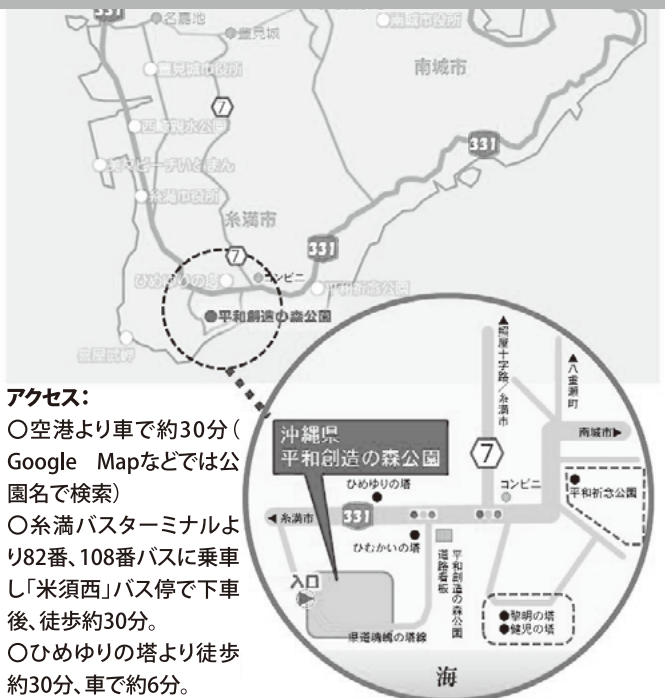 331
名嘉地
豊見城
南城市役所
豊見城市役所
南城市
7
西崎親水公園
331
美々ビーチいとまん
糸満市役所
糸満市
7
331
ひめゆりの塔
コンビニ
平和祈念公園
平和創造の森公園
喜屋武岬
アクセス:
〇空港より車で約30分(
Google Mapなどでは公
園名で検索)
〇糸満バスターミナルよ
り82番、108番バスに乗車
し「米須西」バス停で下車
後、徒歩約30分。
〇ひめゆりの塔より徒歩
約30分、車で約6分。
▲照屋十字路/糸満市
▲八重瀬町
沖縄県
平和創造の森公園
南城市▶
7
コンビニ
平和祈念公園
ひめゆりの塔
◀糸満市
331
ひむかいの塔
平和創造の森公園
道路看板
入口
黎明の塔
健児の塔
県道摩文仁の塔線
海